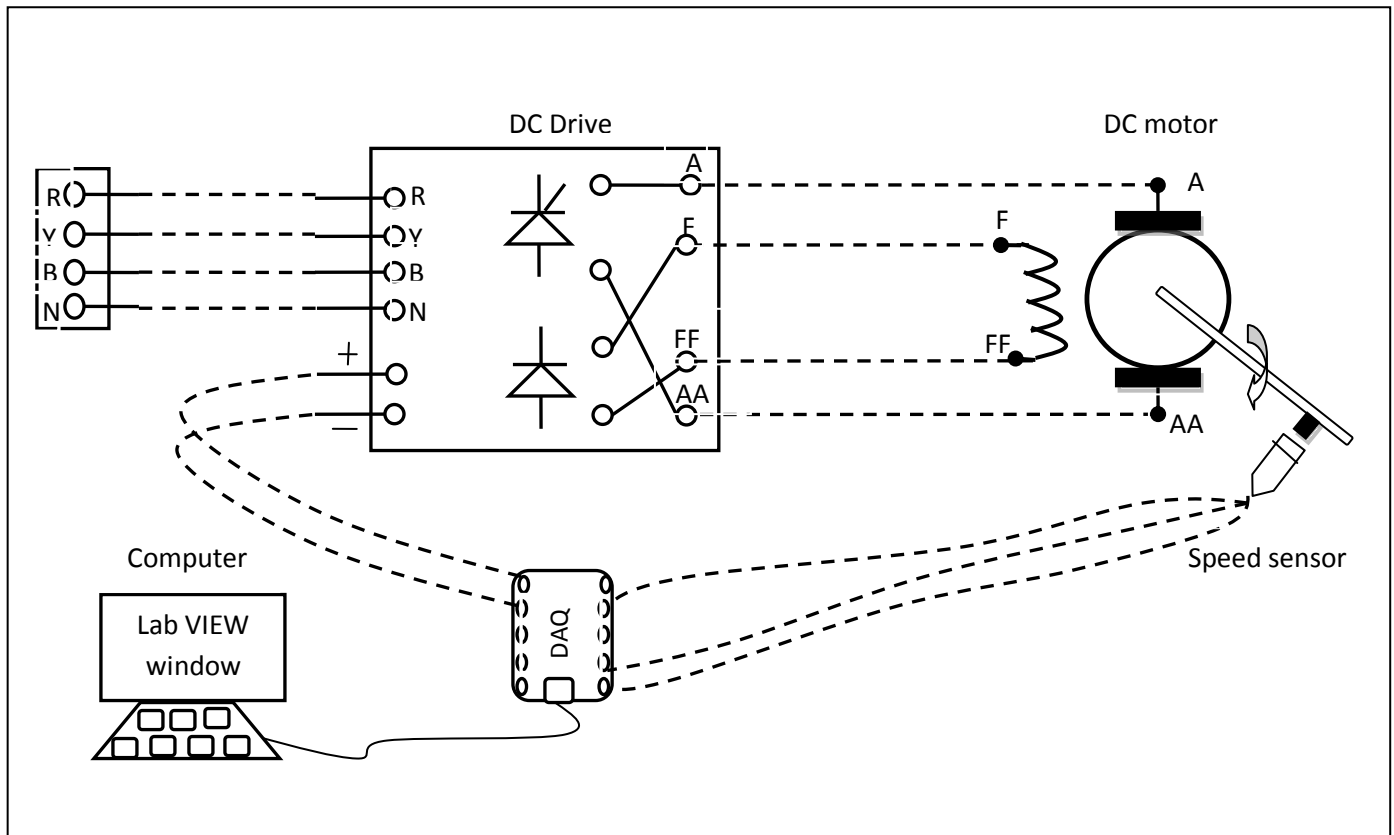 DC Drive
DC motor
R
Y
B
N
R
Y
B
N
+
–
A
F
FF
AA
F
FF
A
AA
Speed sensor
Computer
Lab VIEW
window
DAQ